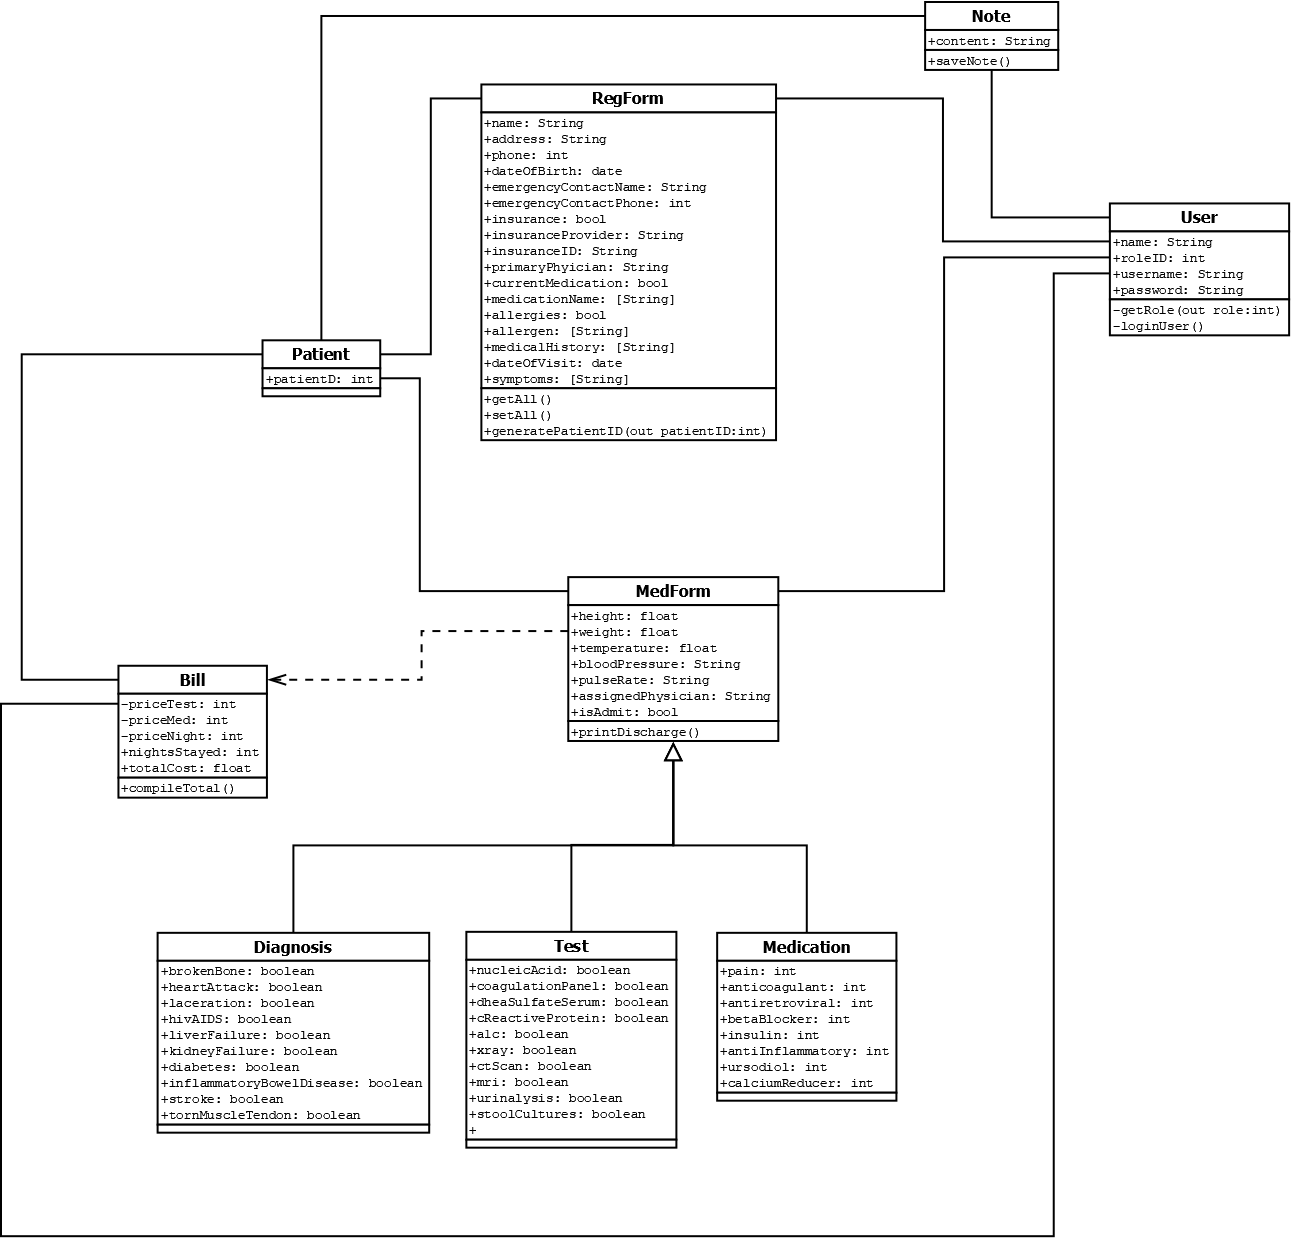 Note
+content: String
+saveNote()
RegForm
+name: String
+address: String
+phone: int
+dateOfBirth: date
+emergencyContactName: String
+emergencyContactPhone: int
+insurance: bool
+insuranceProvider: String
+insuranceID: String
+primaryPhyician: String
+currentMedication: bool
+medicationName: [String]
+allergies: bool
+allergen: [String]
+medicalHistory: [String]
+dateOfVisit: date
+symptoms: [String]
+getAll()
+setAll()
+generatePatientID(out patientID:int)
User
+name: String
+roleID: int
+username: String
+password: String
-getRole(out role:int)
-loginUser()
Patient
+patientD: int
MedForm
+height: float
+weight: float
+temperature: float
+bloodPressure: String
+pulseRate: String
+assignedPhysician: String
+isAdmit: bool
+printDischarge()
Bill
-priceTest: int
-priceMed: int
-priceNight: int
+nightsStayed: int
+totalCost: float
+compileTotal()
Diagnosis
+brokenBone: boolean
+heartAttack: boolean
+laceration: boolean
+hivAIDS: boolean
+liverFailure: boolean
+kidneyFailure: boolean
+diabetes: boolean
+inflammatoryBowelDisease: boolean
+stroke: boolean
+tornMuscleTendon: boolean
Test
+nucleicAcid: boolean
+coagulationPanel: boolean
+dheaSulfateSerum: boolean
+cReactiveProtein: boolean
+alc: boolean
+xray: boolean
+ctScan: boolean
+mri: boolean
+urinalysis: boolean
+stoolCultures: boolean
+
Medication
+pain: int
+anticoagulant: int
+antiretroviral: int
+betaBlocker: int
+insulin: int
+antiInflammatory: int
+ursodiol: int
+calciumReducer: int